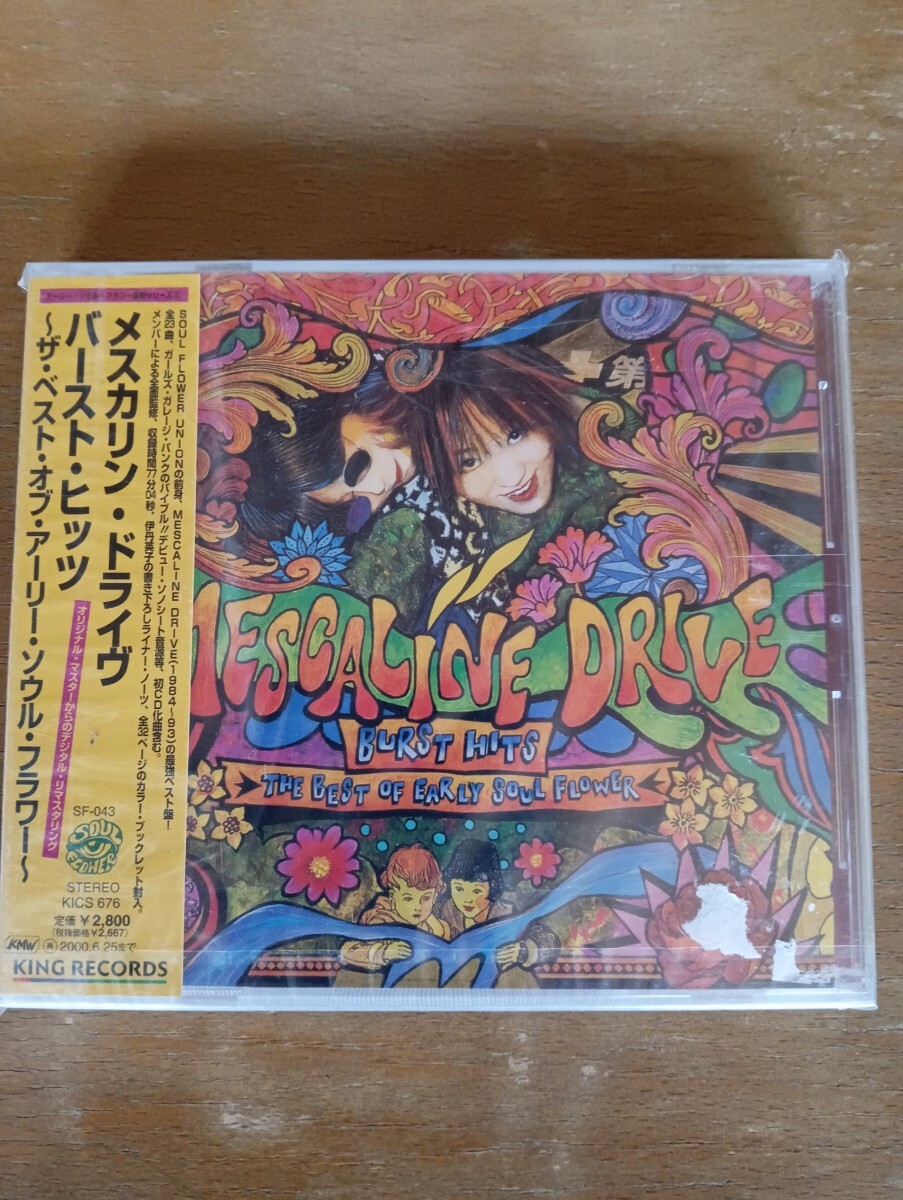 メスカリン・ドライヴ
バースト・ヒッツ
〜ザ・ベスト・オブ・アーリー・ソウル・フラワー〜
オリジナル・マスターからのデジタル・リマスタリング
SOUL FLOWER UNIONの前身、MESCALINE DRIVE(1984〜93)の最強ベスト盤!
全23曲、ガールズ・ガレージ・パンクのバイブル!!デビュー・ソノシート音源等、初CD化曲含む。
メンバーによる全面監修、収録時間77分04秒、伊丹英子の書き下ろしライナー・ノーツ、全32ページのカラー・ブックレット封入。
SF-043
SOUL FLOWER
STEREO
KICS 676
定価 ¥2,800
(税抜価格¥2,667)
KMW 再 2000.6.25まで
KING RECORDS
第
MESCALINE DRIVE
BURST HITS
THE BEST OF EARLY SOUL FLOWER